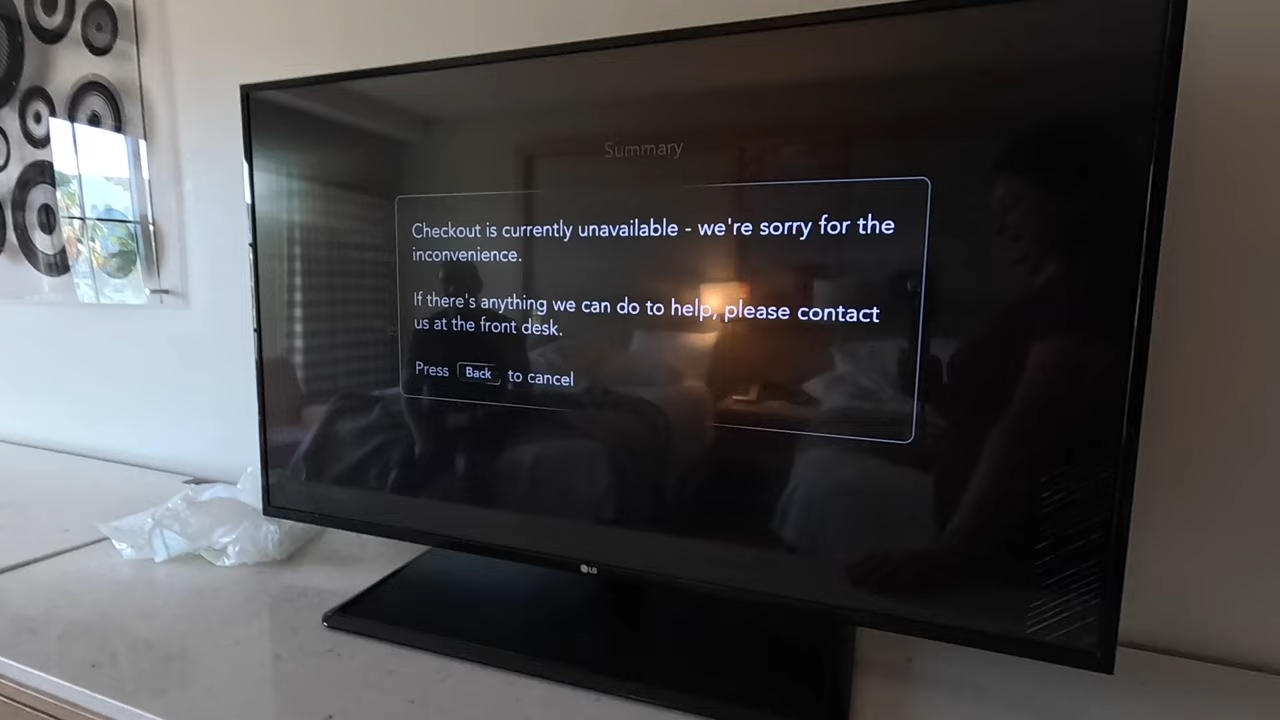 Summary
Checkout is currently unavailable - we're sorry for the
inconvenience.
If there's anything we can do to help, please contact
us at the front desk.
Press Back to cancel
LG